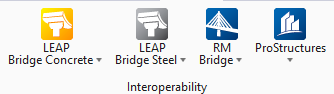 LEAP
Bridge Concrete
LEAP
Bridge Steel
RM
Bridge
ProStructures
Interoperability